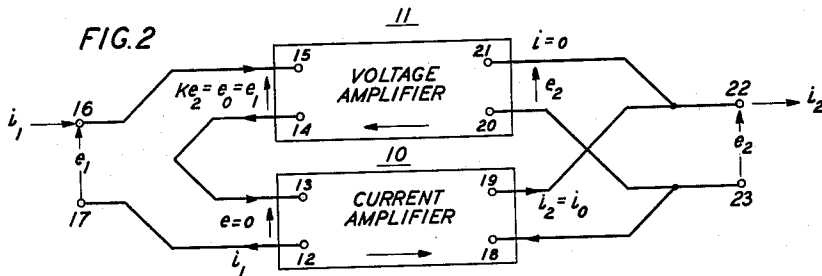 FIG.2
11
15
VOLTAGE
AMPLIFIER
21
i=0
ke₂=e₀=e₁
14
e₂
20
22
i₂
16
i₁
e₁
17
10
13
CURRENT
AMPLIFIER
19
i₂=i₀
e₂
23
e=0
i₁
12
18